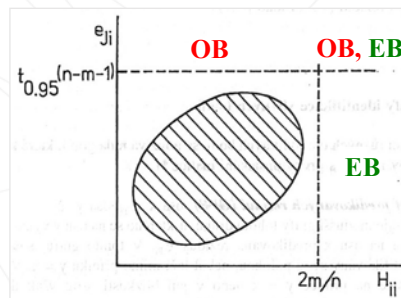 e_Ji
OB
OB, EB
t_0.95(n-m-1)
EB
2m/n
H_ii